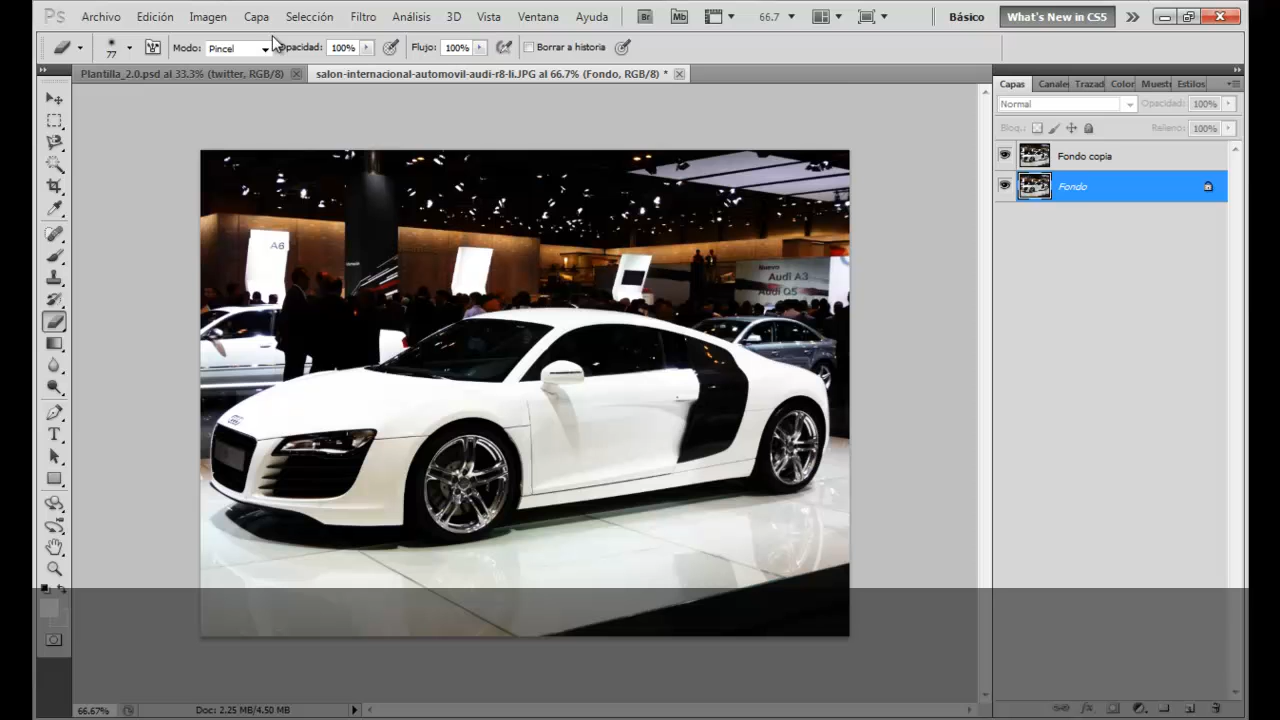 Ps Archivo Edición Imagen Capa Selección Filtro Análisis 3D Vista Ventana Ayuda Br Mb 66.7 Básico What's New in CS5
77 Modo: Pincel Opacidad: 100% Flujo: 100% Borrar a historia
Plantilla_2.0.psd al 33.3% (twitter, RGB/8) salon-internacional-automovil-audi-r8-li.JPG al 66.7% (Fondo, RGB/8) *
Capas Canale Trazad Color Muest Estilos
Normal Opacidad: 100%
Bloq.: Relleno: 100%
Fondo copia
Fondo
A6
Nuevo
Audi A3
Audi Q5
T
66.67% Doc: 2.25 MB/4.50 MB
fx